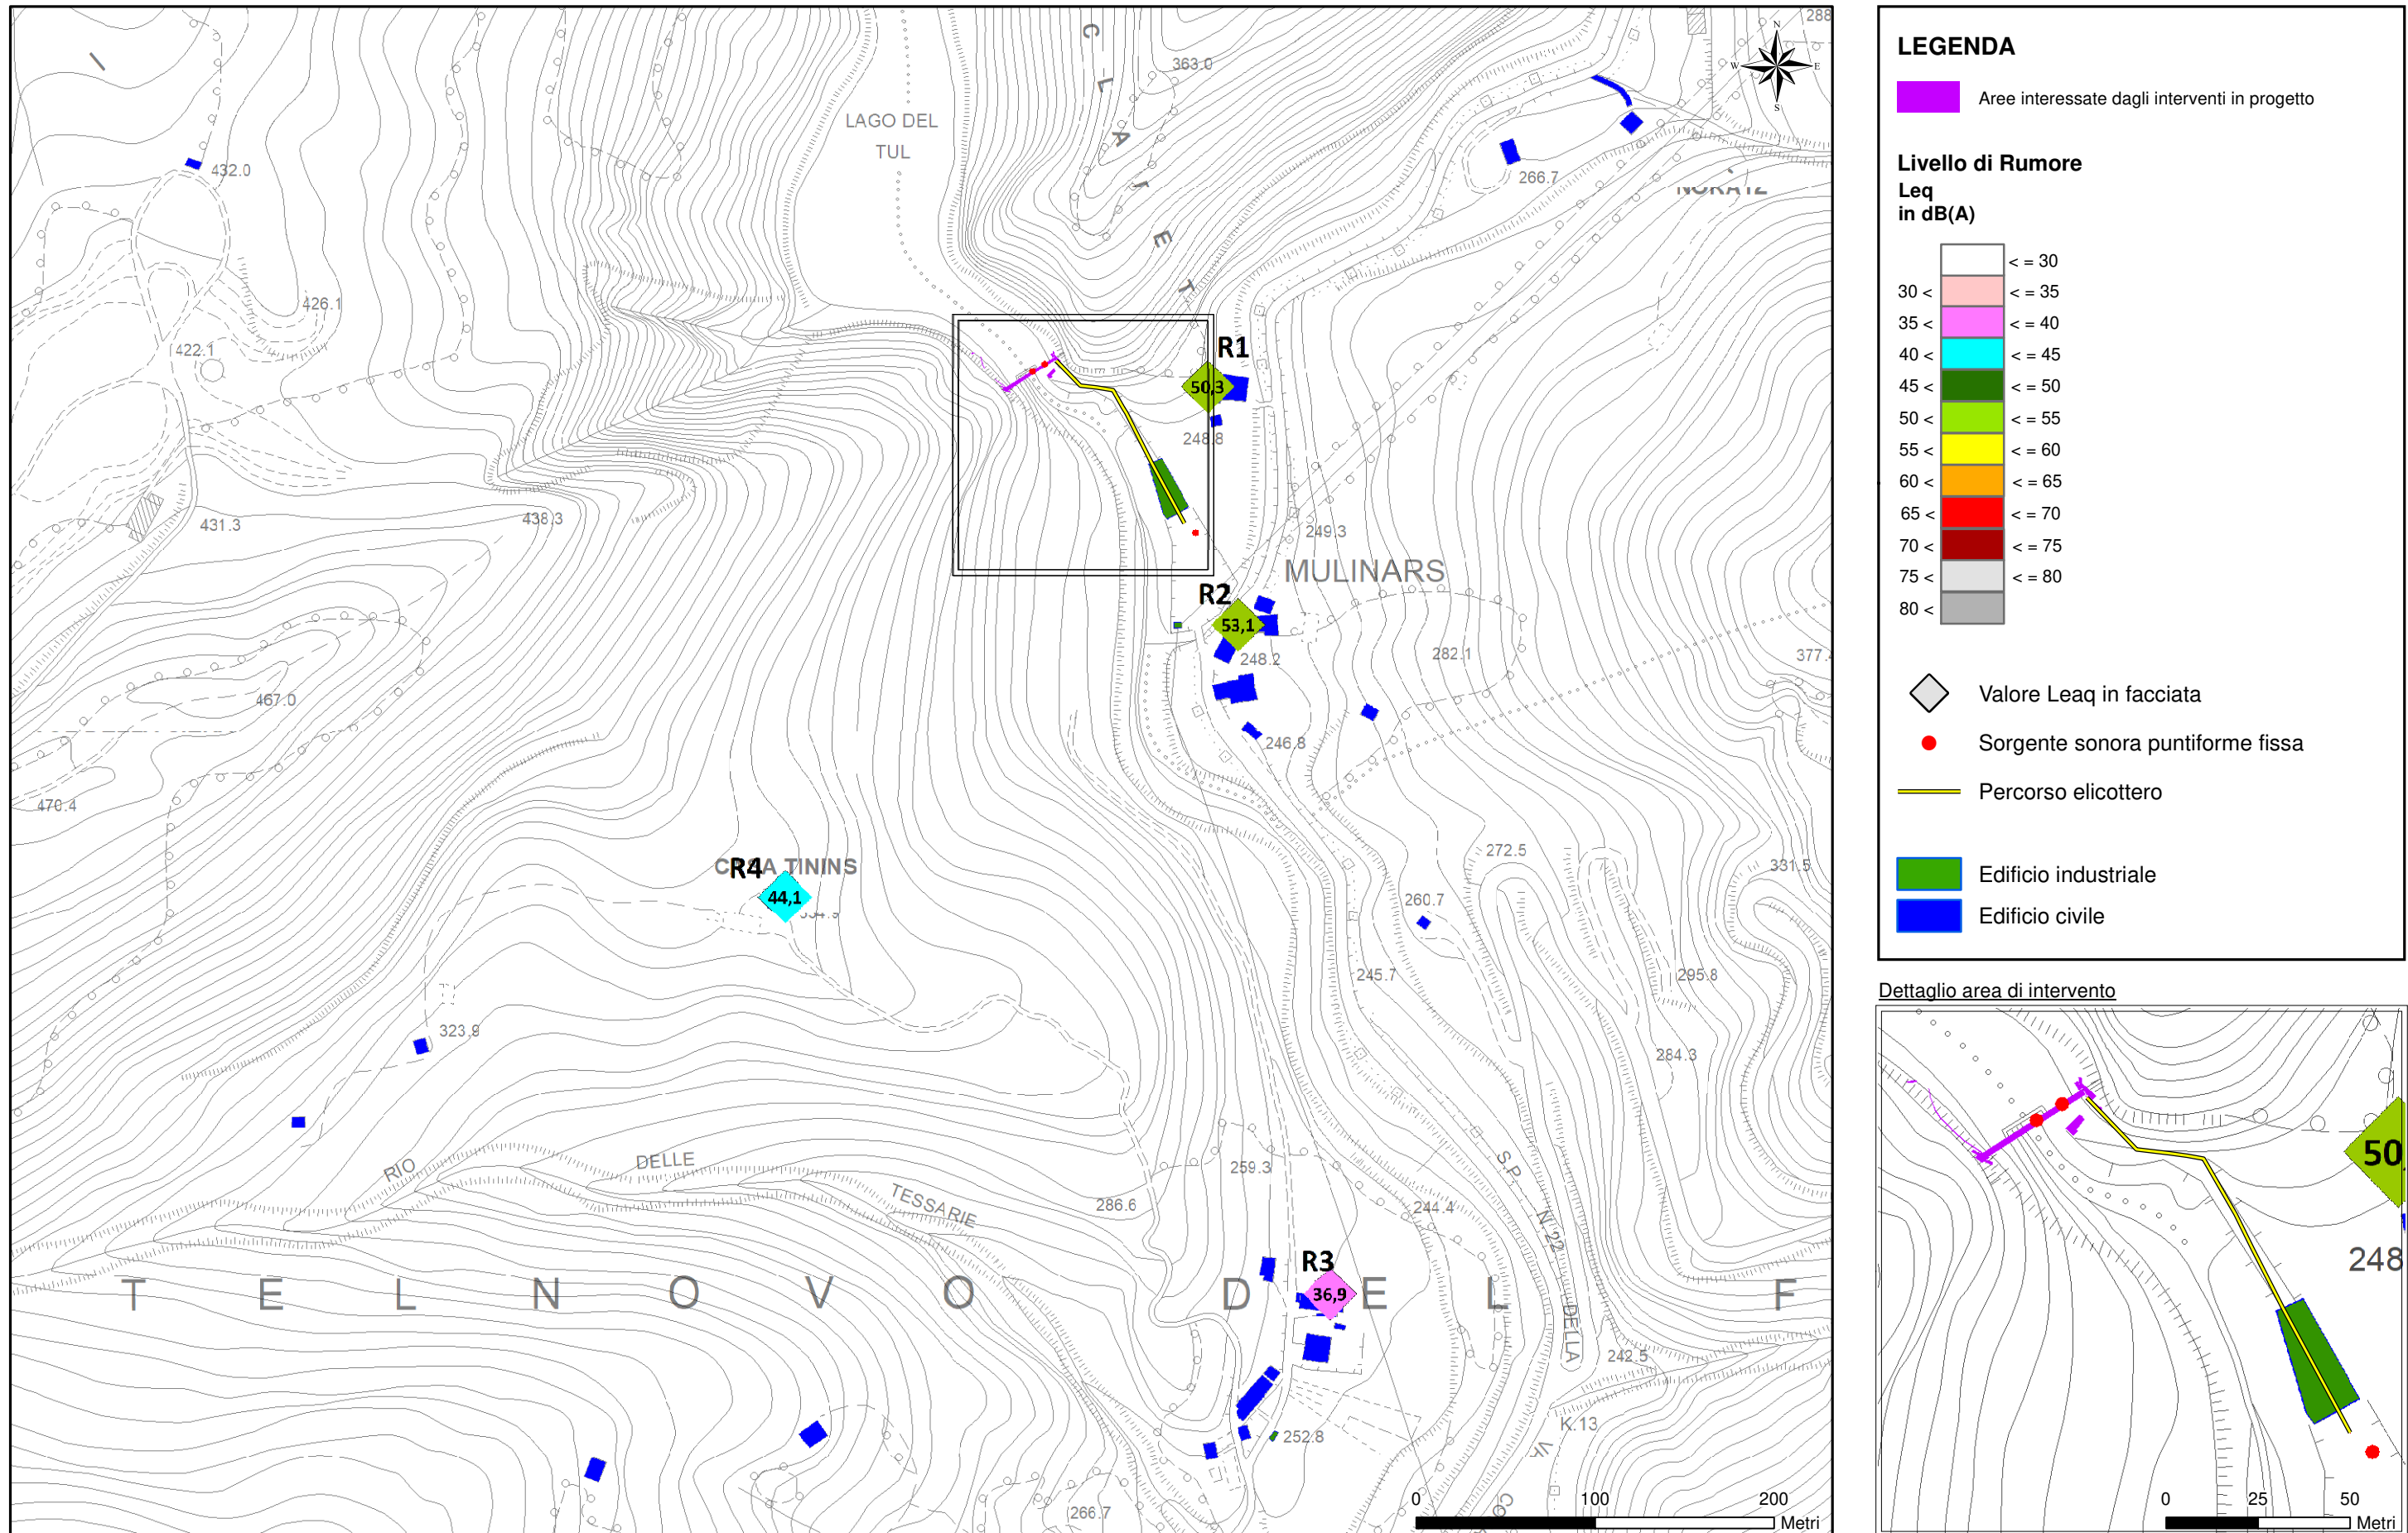 I
C
L
A
I
E
T
363.0
288
N
W
E
S
LAGO DEL
TUL
432.0
266.7
426.1
422.1
R1
50,3
248.8
431.3
438.3
249.3
MULINARS
R2
53,1
248.2
282.1
377.
467.0
246.8
470.4
272.5
331.5
CASA TININS
R4
44,1
260.7
245.7
295.8
323.9
284.3
RIO
DELLE
TESSARIE
286.6
259.3
244.4
S.P.
N.22
DELLA
R3
36,9
T E L N O V O D E L F
242.5
K.13
252.8
266.7
0 100 200
Metri
LEGENDA
Aree interessate dagli interventi in progetto
Livello di Rumore
Leq
in dB(A)
< = 30
30 < < = 35
35 < < = 40
40 < < = 45
45 < < = 50
50 < < = 55
55 < < = 60
60 < < = 65
65 < < = 70
70 < < = 75
75 < < = 80
80 <
Valore Leaq in facciata
Sorgente sonora puntiforme fissa
Percorso elicottero
Edificio industriale
Edificio civile
Dettaglio area di intervento
50
248
0 25 50
Metri